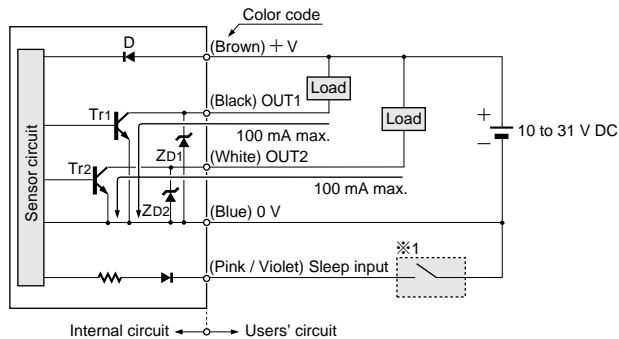 Color code
D
(Brown) + V
Load
(Black) OUT1
Tr1
100 mA max.
Load
+
10 to 31 V DC
−
ZD1
(White) OUT2
Tr2
100 mA max.
ZD2
(Blue) 0 V
Sensor circuit
※1
(Pink / Violet) Sleep input
Internal circuit
Users' circuit